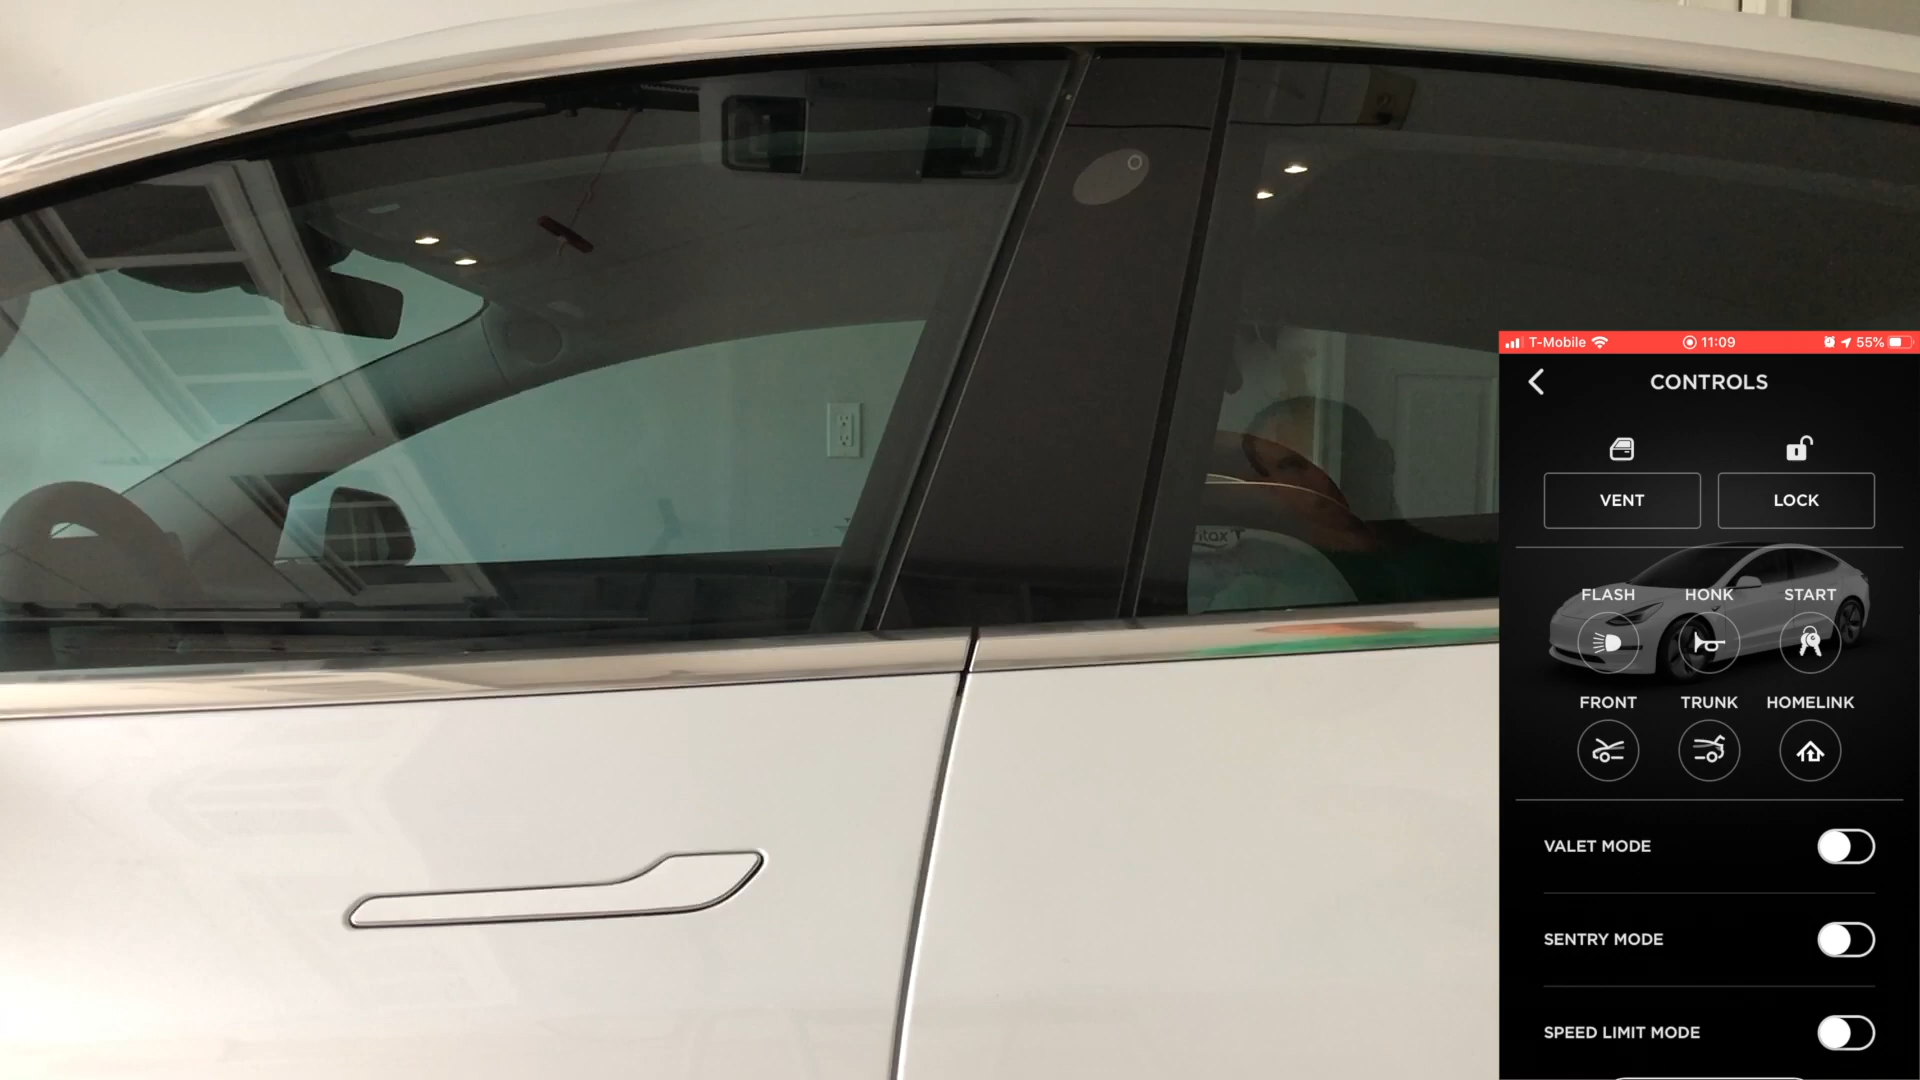 T-Mobile 11:09 55%
CONTROLS
VENT LOCK
FLASH HONK START
FRONT TRUNK HOMELINK
VALET MODE
SENTRY MODE
SPEED LIMIT MODE